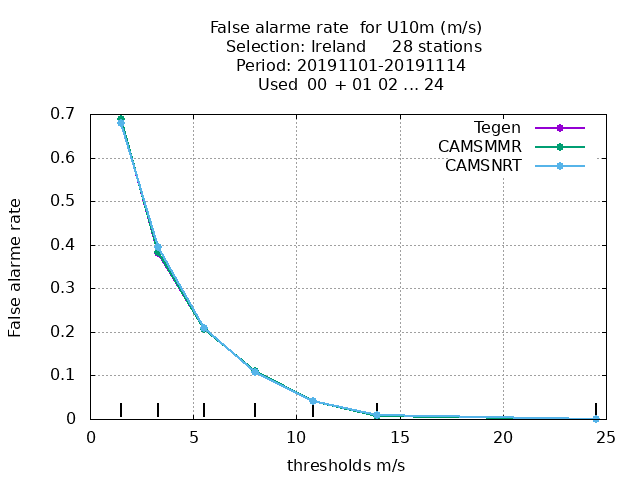 False alarme rate  for U10m (m/s)
Selection: Ireland     28 stations
Period: 20191101-20191114
Used  00  + 01 02 ... 24
0.7
0.6
0.5
0.4
0.3
0.2
0.1
0
False alarme rate
Tegen
CAMSMMR
CAMSNRT
0 5 10 15 20 25
thresholds m/s